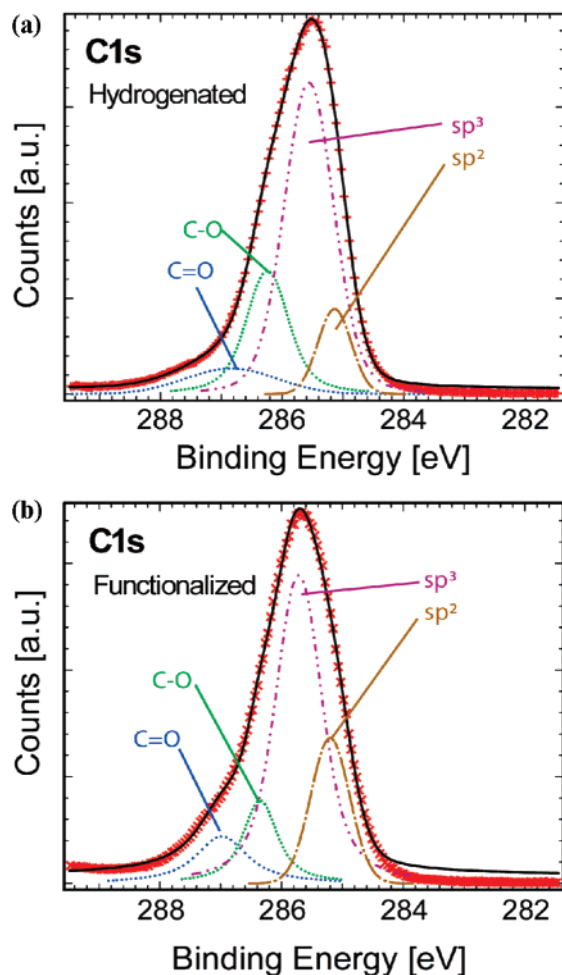 (a)
C1s
Hydrogenated
sp³
sp²
C-O
C=O
Counts [a.u.]
288 286 284 282
Binding Energy [eV]
(b)
C1s
Functionalized
sp³
sp²
C-O
C=O
Counts [a.u.]
288 286 284 282
Binding Energy [eV]